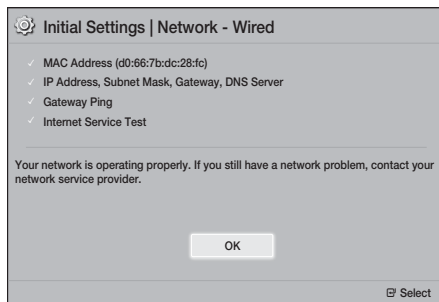 Initial Settings | Network - Wired
MAC Address (d0:66:7b:dc:28:fc)
IP Address, Subnet Mask, Gateway, DNS Server
Gateway Ping
Internet Service Test
Your network is operating properly. If you still have a network problem, contact your
network service provider.
OK
Select